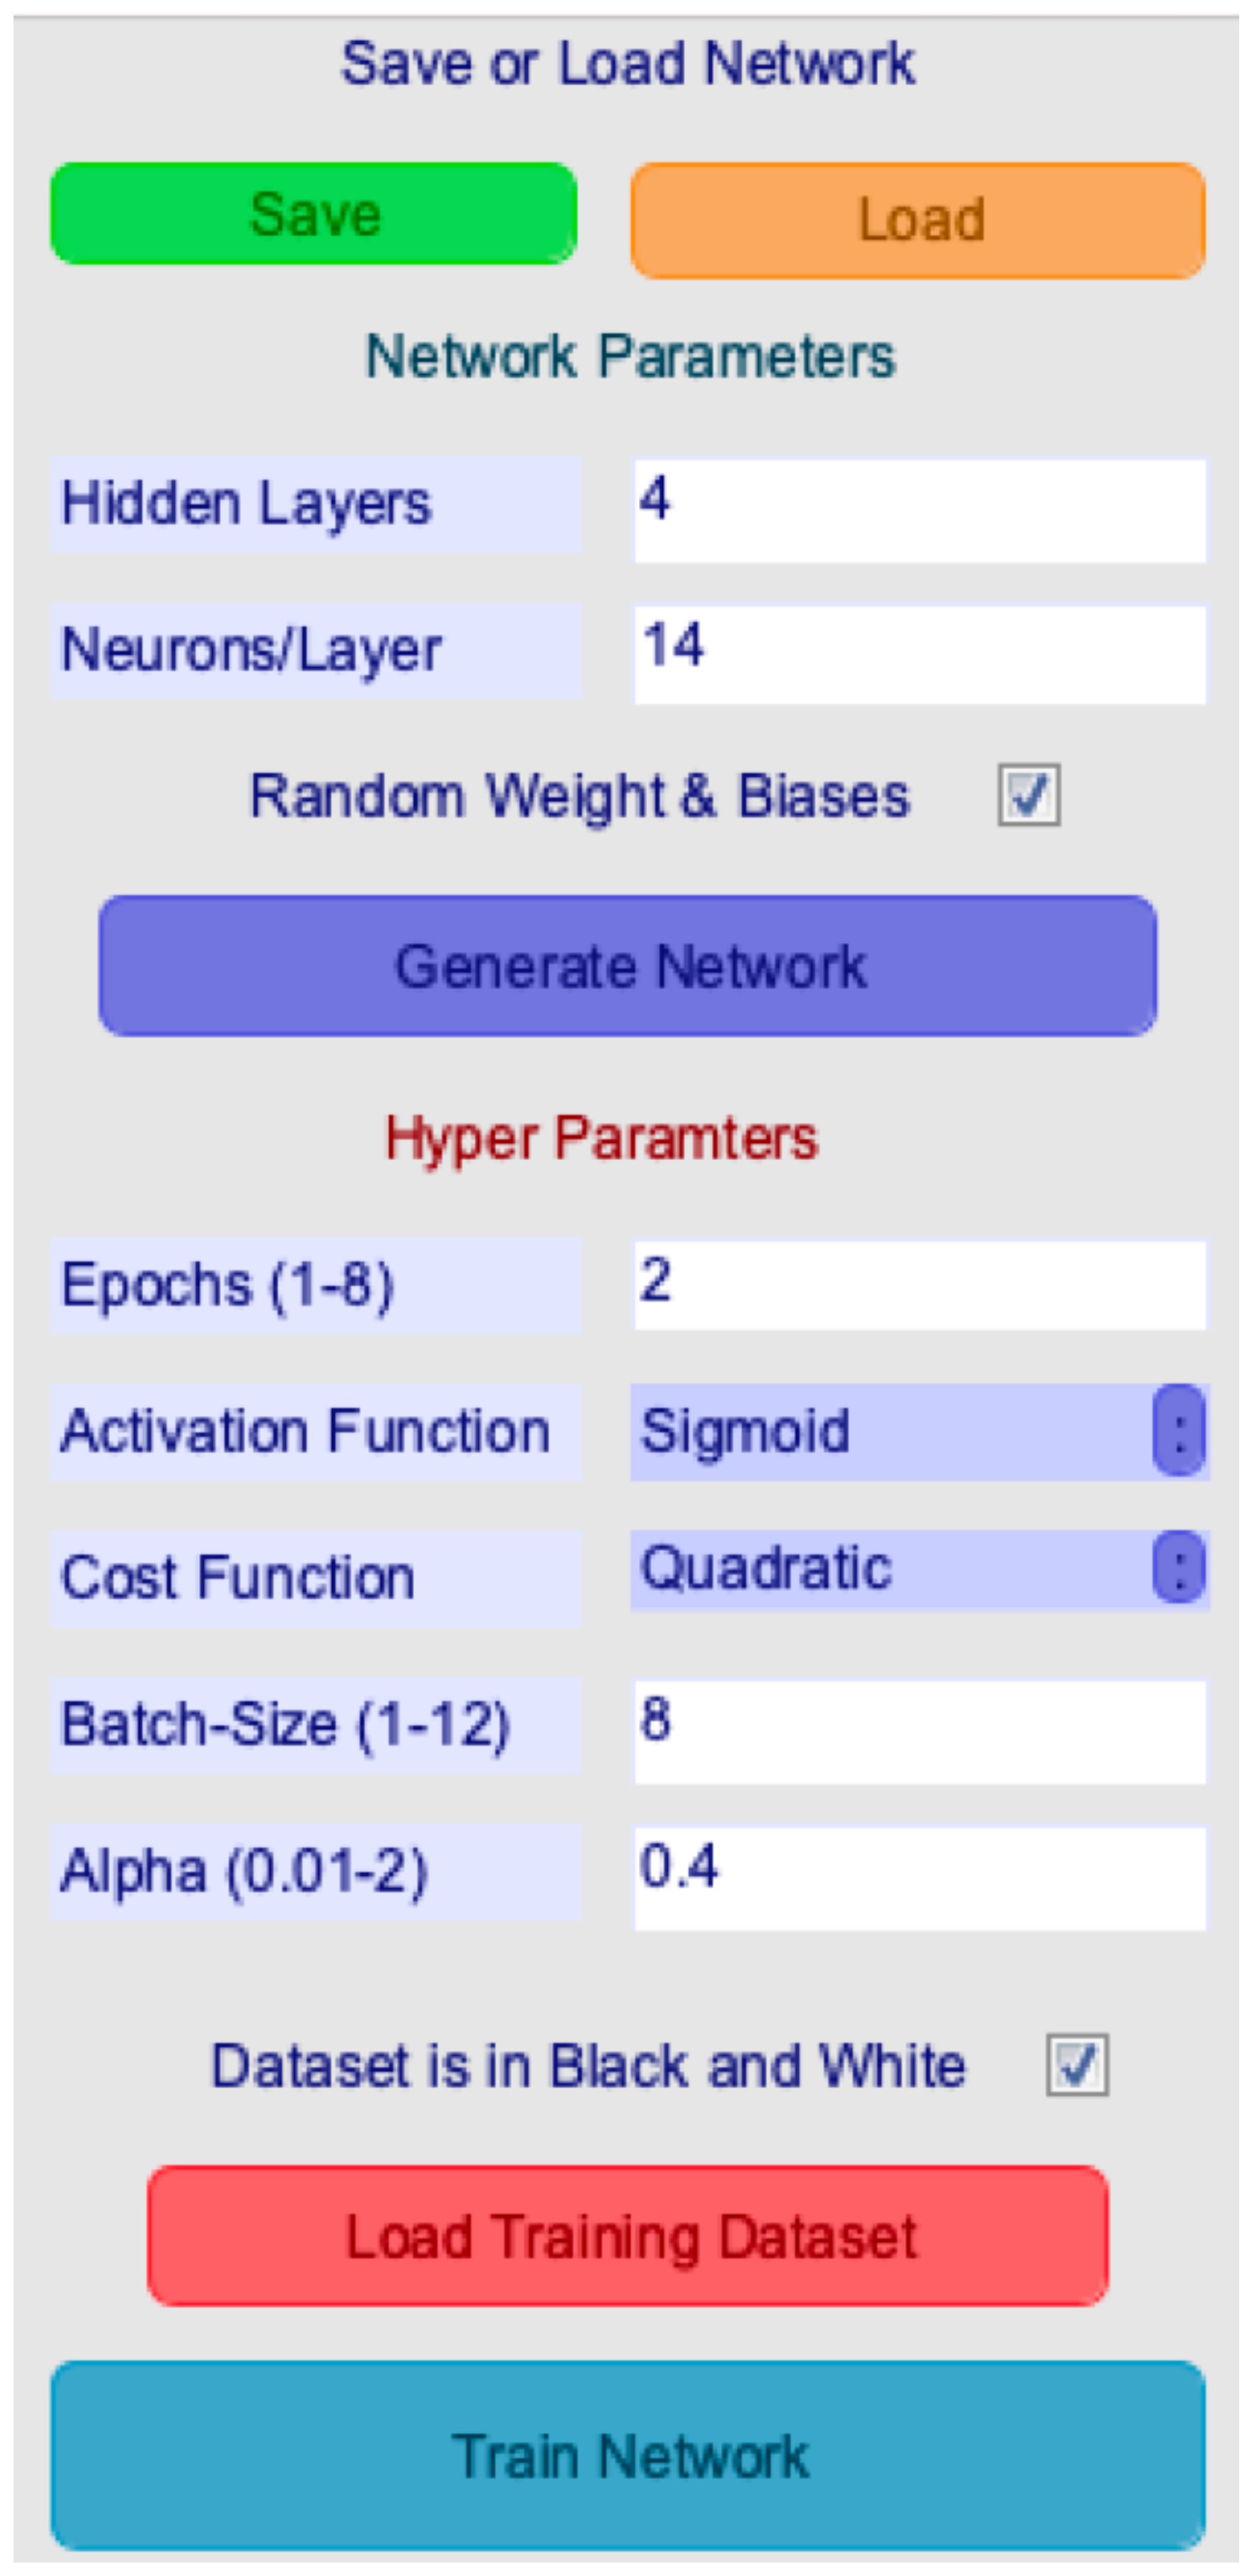 Save or Load Network
Save Load
Network Parameters
Hidden Layers 4
Neurons/Layer 14
Random Weight & Biases
Generate Network
Hyper Paramters
Epochs (1-8) 2
Activation Function Sigmoid :
Cost Function Quadratic :
Batch-Size (1-12) 8
Alpha (0.01-2) 0.4
Dataset is in Black and White
Load Training Dataset
Train Network